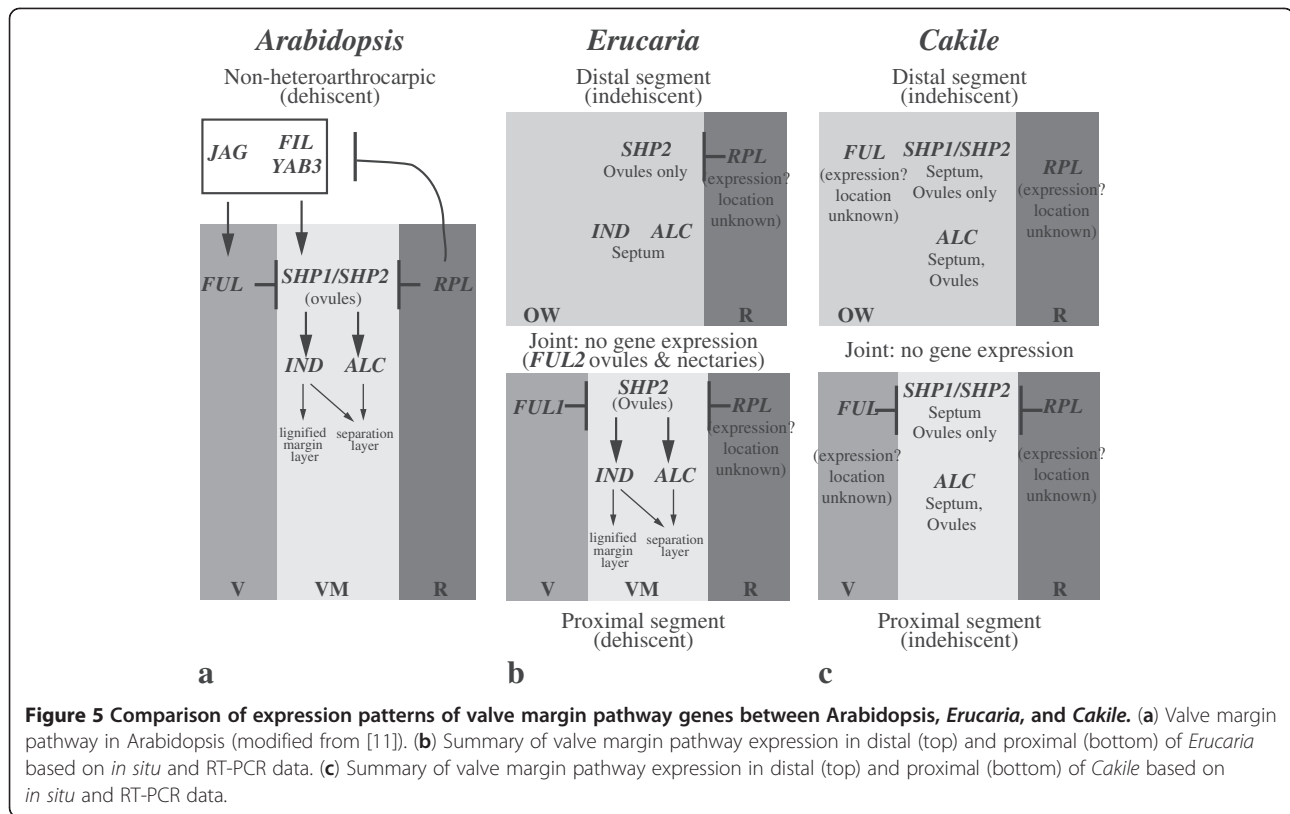 Arabidopsis
Non-heteroarthrocarpic
(dehiscent)
JAG
FIL
YAB3
FUL
SHP1/SHP2
(ovules)
RPL
IND
ALC
lignified
margin
layer
separation
layer
V
VM
R
a
Erucaria
Distal segment
(indehiscent)
SHP2
Ovules only
RPL
(expression?
location
unknown)
IND ALC
Septum
OW
R
Joint: no gene expression
(FUL2 ovules & nectaries)
FUL1
SHP2
(Ovules)
RPL
(expression?
location
unknown)
IND
ALC
lignified
margin
layer
separation
layer
V
VM
R
Proximal segment
(dehiscent)
b
Cakile
Distal segment
(indehiscent)
FUL
(expression?
location
unknown)
SHP1/SHP2
Septum,
Ovules only
RPL
(expression?
location
unknown)
ALC
Septum,
Ovules
OW
R
Joint: no gene expression
FUL
(expression?
location
unknown)
SHP1/SHP2
Septum
Ovules only
RPL
(expression?
location
unknown)
ALC
Septum,
Ovules
V
R
Proximal segment
(indehiscent)
c
Figure 5 Comparison of expression patterns of valve margin pathway genes between Arabidopsis, Erucaria, and Cakile. (a) Valve margin
pathway in Arabidopsis (modified from [11]). (b) Summary of valve margin pathway expression in distal (top) and proximal (bottom) of Erucaria
based on in situ and RT-PCR data. (c) Summary of valve margin pathway expression in distal (top) and proximal (bottom) of Cakile based on
in situ and RT-PCR data.